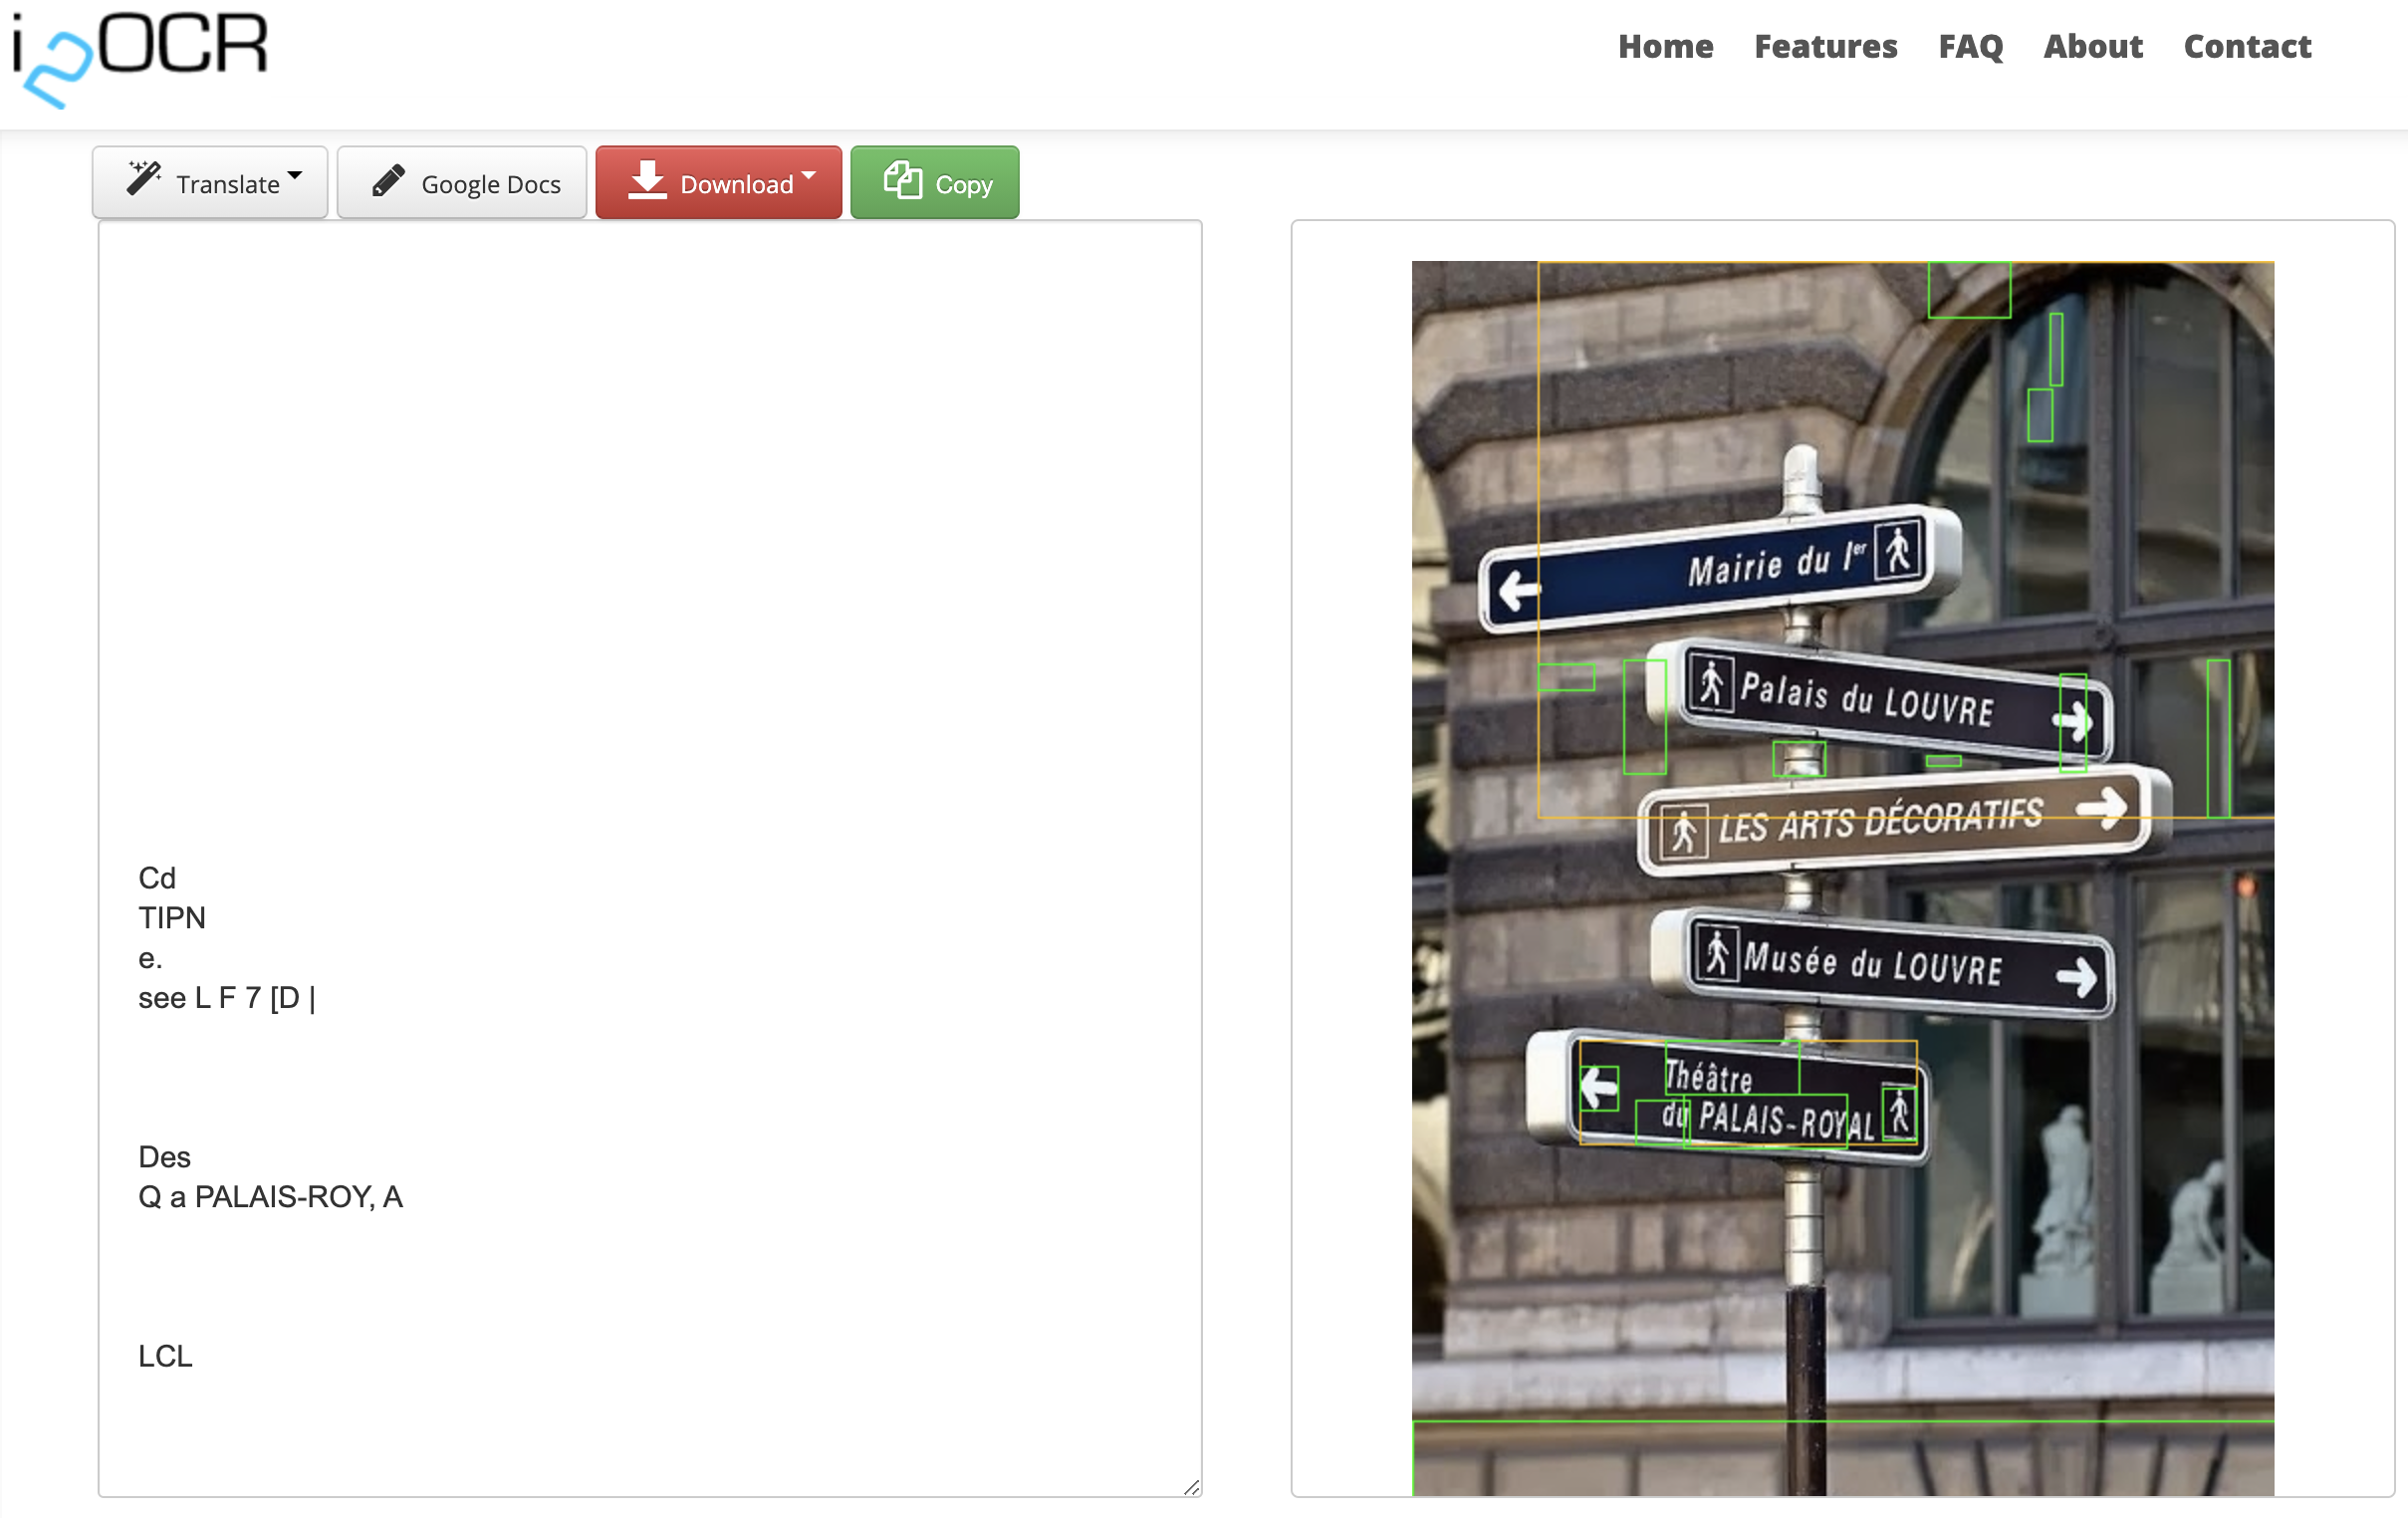 i2OCR
Home Features FAQ About Contact
Translate Google Docs Download Copy
Cd
TIPN
e.
see L F 7 [D |
Des
Q a PALAIS-ROY, A
LCL
Mairie du Ier
Palais du LOUVRE
LES ARTS DÉCORATIFS
Musée du LOUVRE
Théâtre
du PALAIS-ROYAL